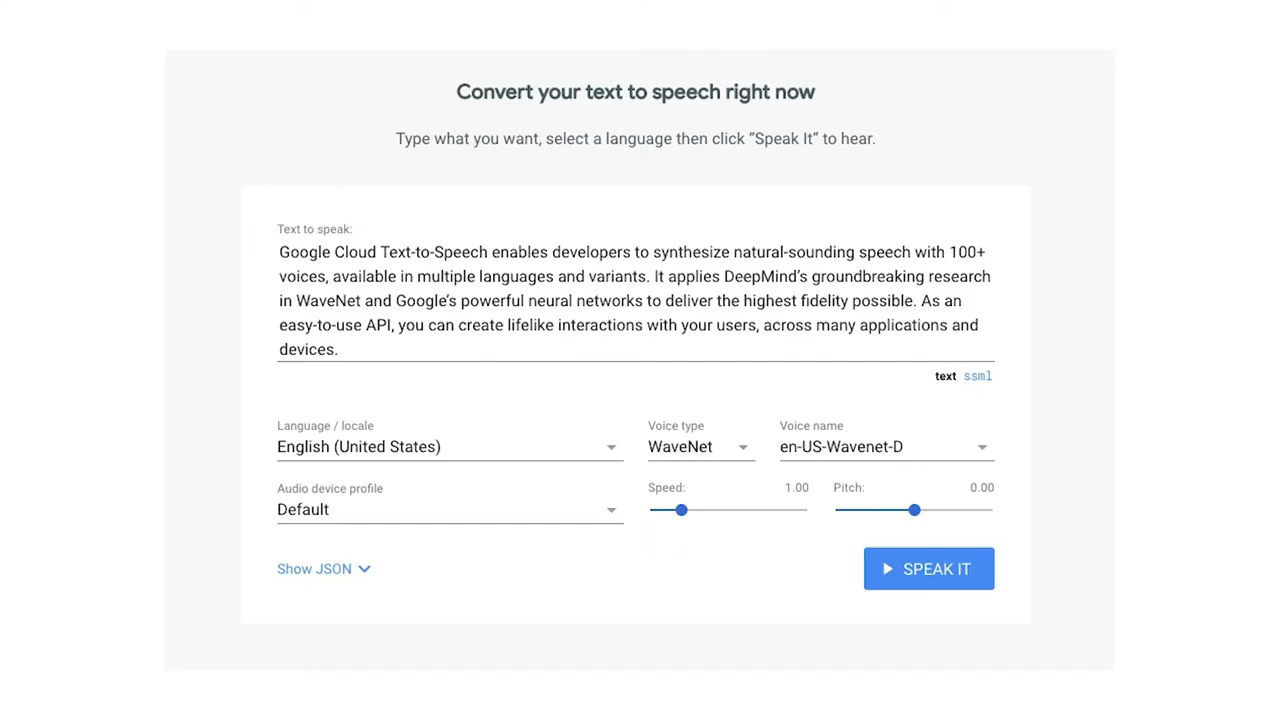 Convert your text to speech right now
Type what you want, select a language then click “Speak It” to hear.
Text to speak:
Google Cloud Text-to-Speech enables developers to synthesize natural-sounding speech with 100+
voices, available in multiple languages and variants. It applies DeepMind’s groundbreaking research
in WaveNet and Google’s powerful neural networks to deliver the highest fidelity possible. As an
easy-to-use API, you can create lifelike interactions with your users, across many applications and
devices.
text ssml
Language / locale
English (United States)
Voice type
WaveNet
Voice name
en-US-Wavenet-D
Audio device profile
Default
Speed: 1.00
Pitch: 0.00
Show JSON
SPEAK IT